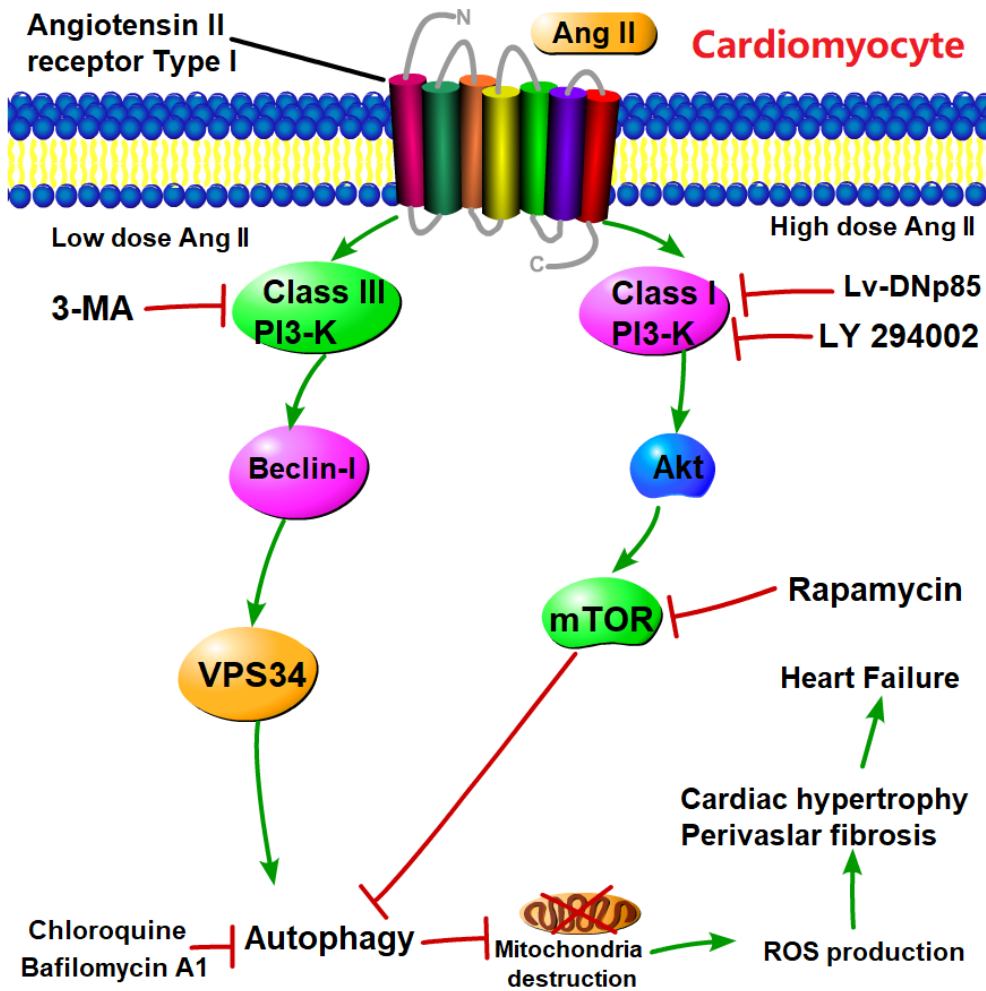 Angiotensin II
receptor Type I
N
Ang II
Cardiomyocyte
Low dose Ang II
C
High dose Ang II
3-MA
Class III
PI3-K
Class I
PI3-K
Lv-DNp85
LY 294002
Beclin-I
Akt
mTOR
Rapamycin
VPS34
Heart Failure
Cardiac hypertrophy
Perivaslar fibrosis
Chloroquine
Bafilomycin A1
Autophagy
Mitochondria
destruction
ROS production